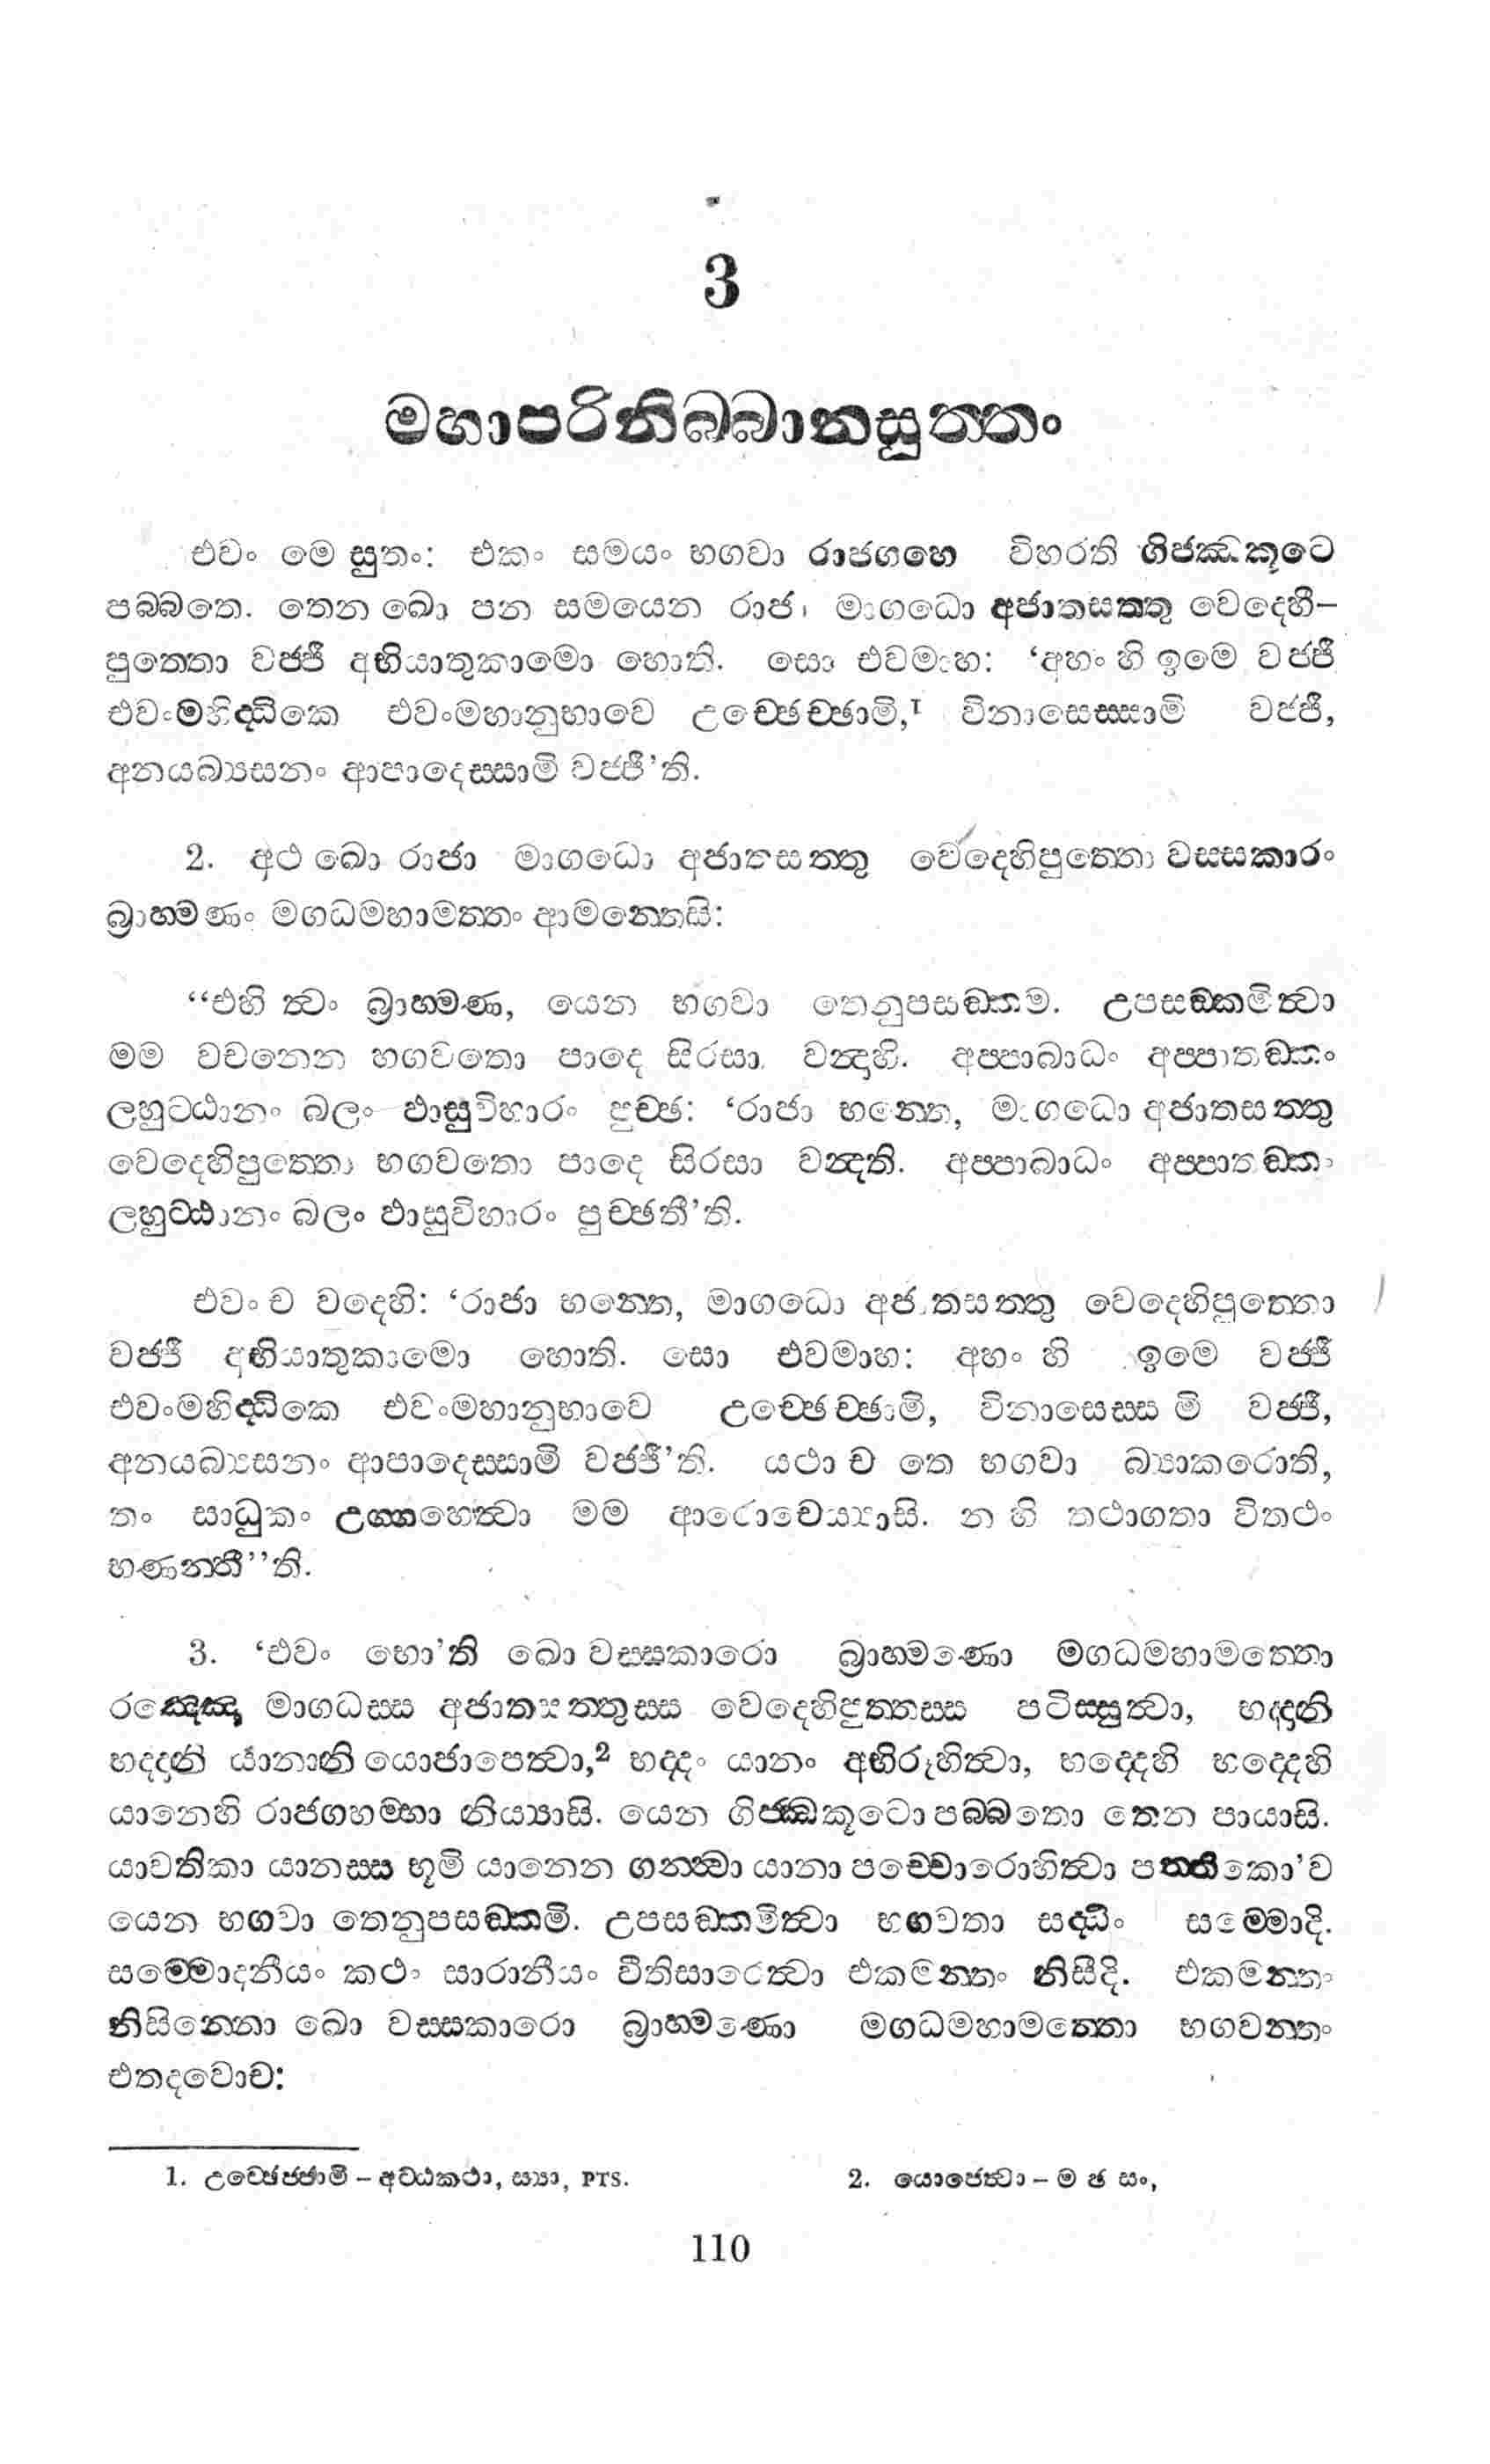 3
මහාපරිනිබ්බානසුත්තං
එවං මෙ සුතං: එකං සමයං භගවා රාජගහෙ විහරති ගිජ්ඣකූටෙ
පබ්බතෙ. තෙන ඛො පන සමයෙන රාජා මාගධො අජාතසත්තු වෙදෙහී–
පුත්තො වජ්ජී අභියාතුකාමො හොති. සො එවමාහ: ‘අහං හි ඉමෙ වජ්ජී
එවංමහිද්ධිකෙ එවංමහානුභාවෙ උච්ඡෙච්ඡාමි,¹ විනාසෙස්සාමි වජ්ජී,
අනයබ්‍යසනං ආපාදෙස්සාමි වජ්ජී’ති.
2. අථ ඛො රාජා මාගධො අජාතසත්තු වෙදෙහිපුත්තො වස්සකාරං
බ්‍රාහ්මණං මගධමහාමත්තං ආමන්තෙසි:
“එහි ත්වං බ්‍රාහ්මණ, යෙන භගවා තෙනුපසඞ්කම. උපසඞ්කමිත්වා
මම වචනෙන භගවතො පාදෙ සිරසා වන්දාහි. අප්පාබාධං අප්පාතඞ්කං
ලහුට්ඨානං බලං ඵාසුවිහාරං පුච්ඡ: ‘රාජා භන්තෙ, මාගධො අජාතසත්තු
වෙදෙහිපුත්තො භගවතො පාදෙ සිරසා වන්දති. අප්පාබාධං අප්පාතඞ්කං
ලහුට්ඨානං බලං ඵාසුවිහාරං පුච්ඡතී’ති.
එවං ච වදෙහි: ‘රාජා භන්තෙ, මාගධො අජාතසත්තු වෙදෙහිපුත්තො
වජ්ජී අභියාතුකාමො හොති. සො එවමාහ: අහං හි ඉමෙ වජ්ජී
එවංමහිද්ධිකෙ එවංමහානුභාවෙ උච්ඡෙච්ඡාමි, විනාසෙස්සාමි වජ්ජී,
අනයබ්‍යසනං ආපාදෙස්සාමි වජ්ජී’ති. යථා ච තෙ භගවා බ්‍යාකරොති,
තං සාධුකං උග්ගහෙත්වා මම ආරොචෙය්‍යාසි. න හි තථාගතා විතථං
භණන්තී”ති.
3. ‘එවං භො’ති ඛො වස්සකාරො බ්‍රාහ්මණො මගධමහාමත්තො
රඤ්ඤො මාගධස්ස අජාතසත්තුස්ස වෙදෙහිපුත්තස්ස පටිස්සුත්වා, භද්දානි
භද්දානි යානානි යොජාපෙත්වා,² භද්දං යානං අභිරූහිත්වා, භද්දෙහි භද්දෙහි
යානෙහි රාජගහම්හා නිය්‍යාසි. යෙන ගිජ්ඣකූටො පබ්බතො තෙන පායාසි.
යාවතිකා යානස්ස භූමි යානෙන ගන්ත්වා යානා පච්චොරොහිත්වා පත්තිකො’ව
යෙන භගවා තෙනුපසඞ්කමි. උපසඞ්කමිත්වා භගවතා සද්ධිං සම්මොදි.
සම්මොදනීයං කථං සාරානීයං වීතිසාරෙත්වා එකමන්තං නිසීදි. එකමන්තං
නිසින්නො ඛො වස්සකාරො බ්‍රාහ්මණො මගධමහාමත්තො භගවන්තං
එතදවොච:
1. උච්ඡෙජ්ජාමි – අට්ඨකථා, ස්‍යා, PTS.
2. යොජෙත්වා – ම ඡ සං,
110